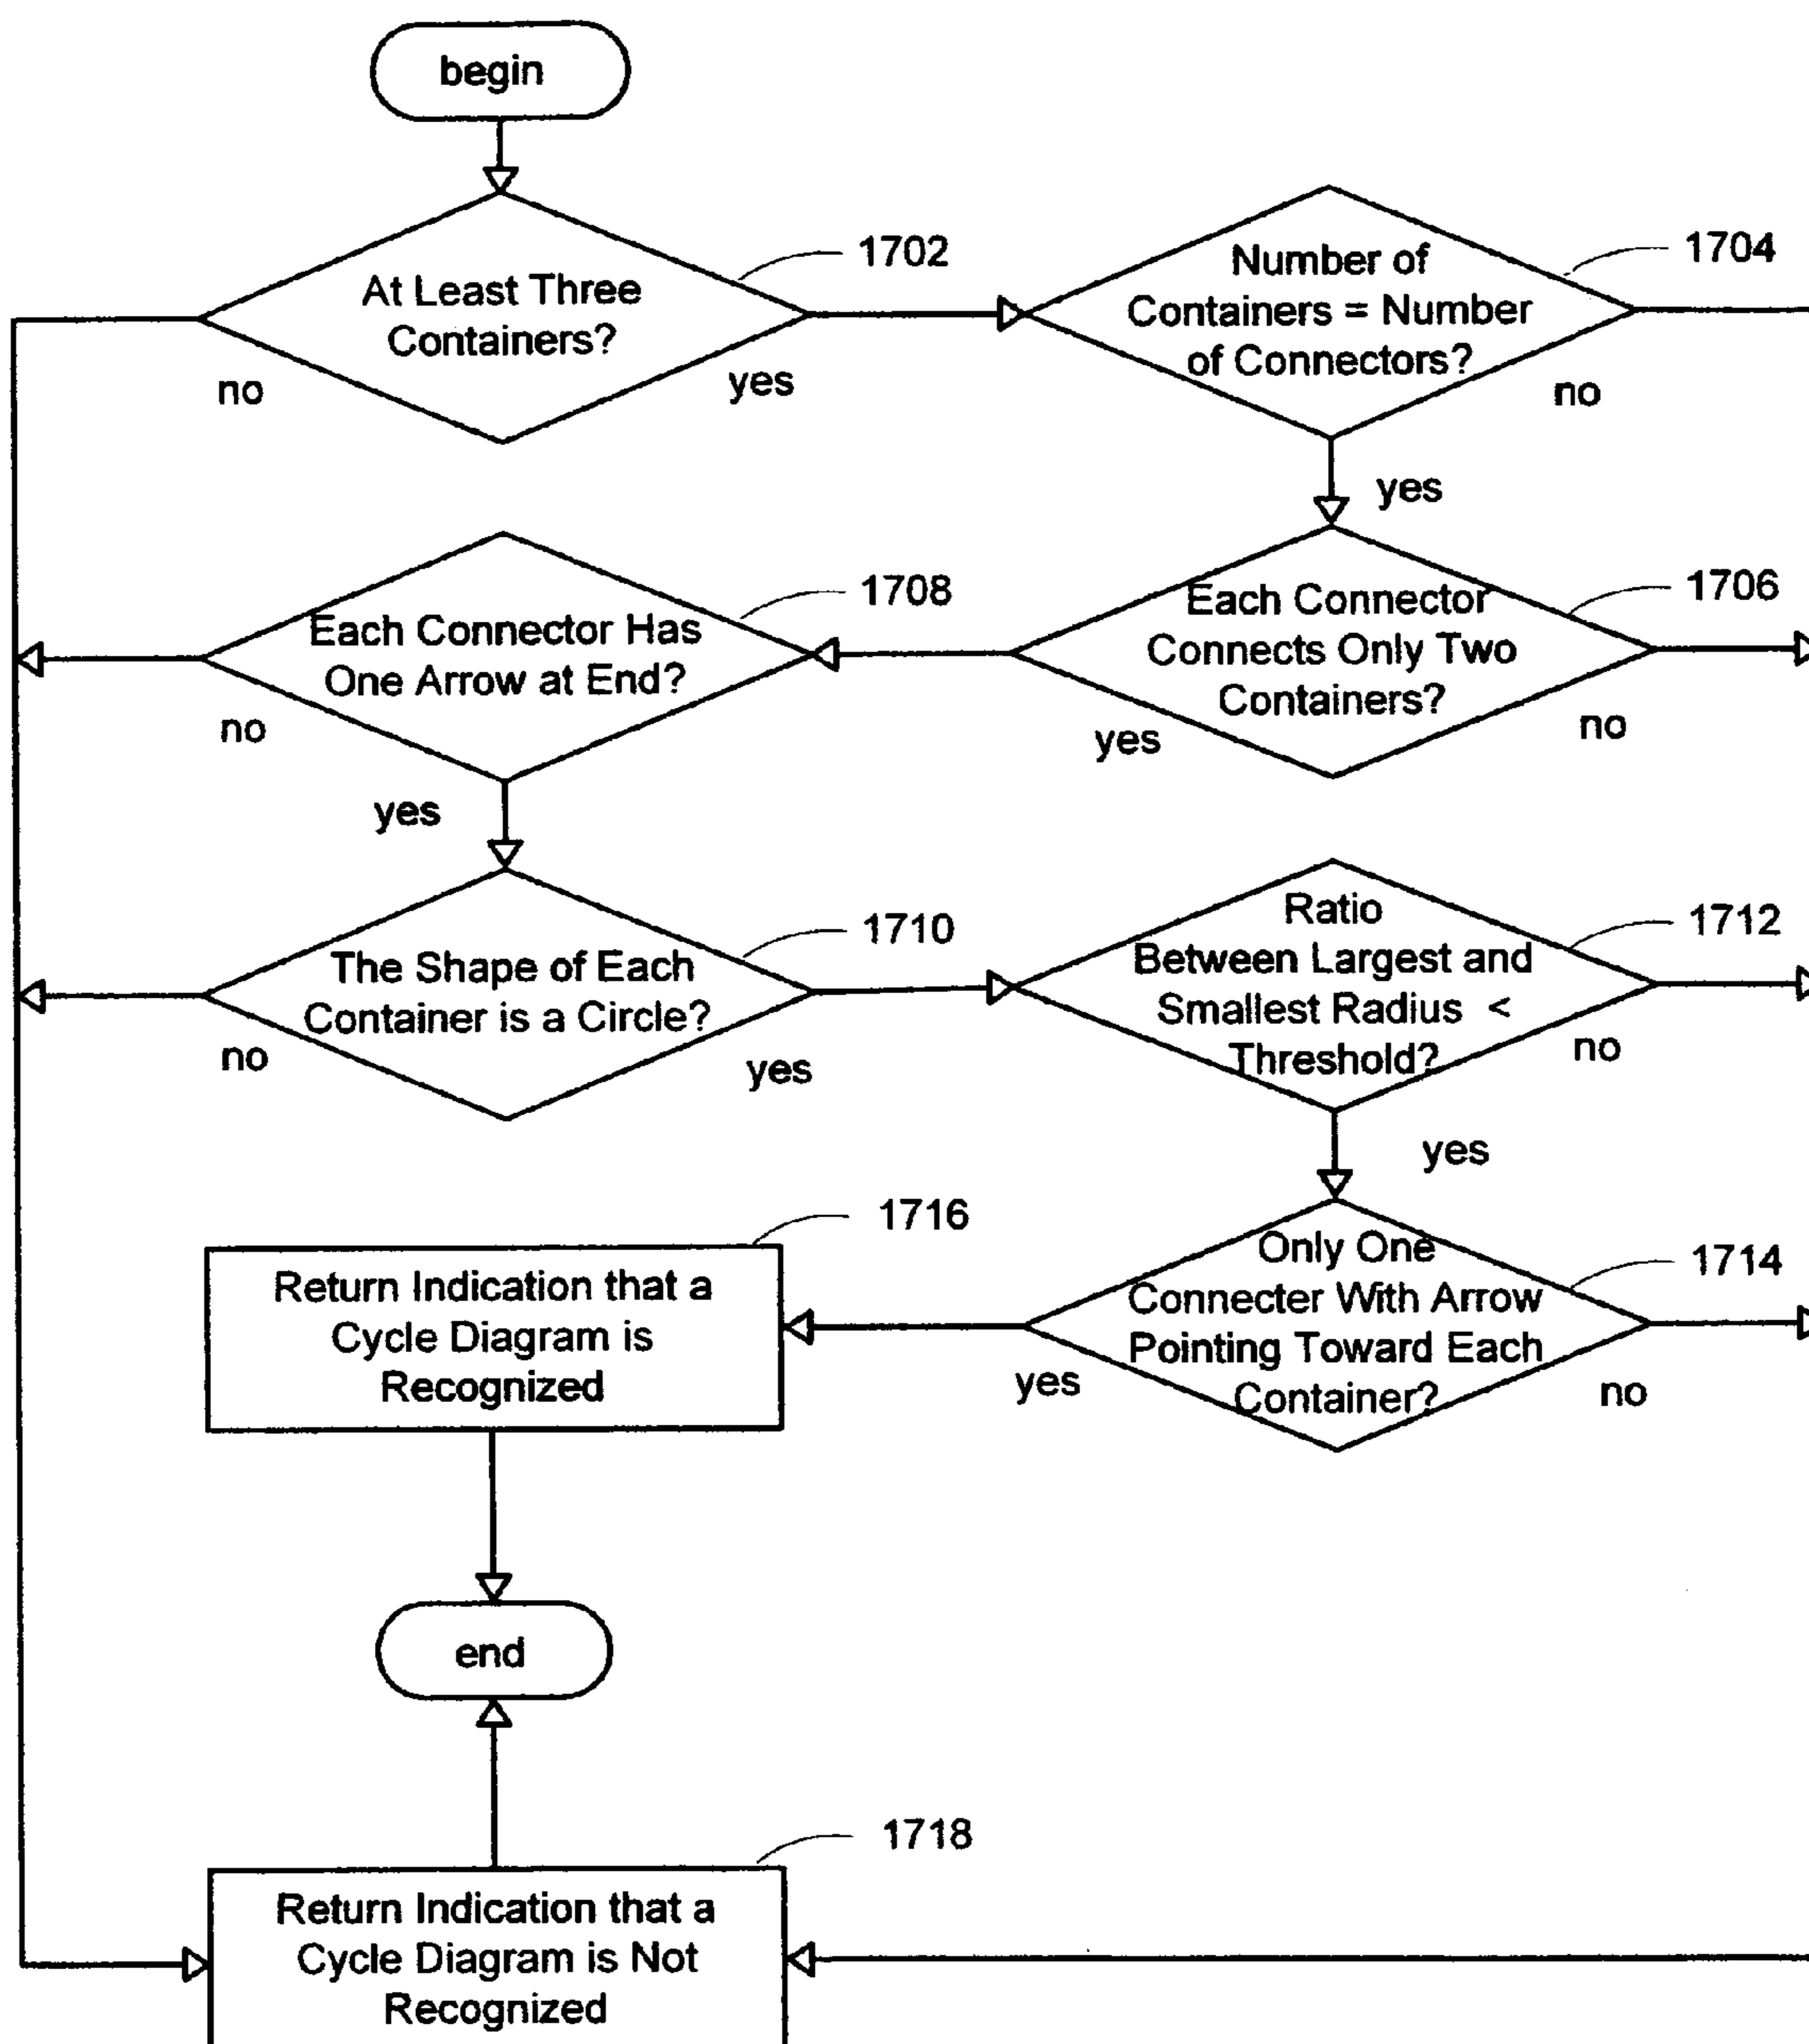 begin
At Least Three
Containers?
1702
no
yes
Number of
Containers = Number
of Connectors?
1704
no
yes
Each Connector
Connects Only Two
Containers?
1706
yes
no
Each Connector Has
One Arrow at End?
1708
no
yes
The Shape of Each
Container is a Circle?
1710
no
yes
Ratio
Between Largest and
Smallest Radius <
Threshold?
1712
no
yes
Only One
Connecter With Arrow
Pointing Toward Each
Container?
1714
yes
no
1716
Return Indication that a
Cycle Diagram is
Recognized
end
1718
Return Indication that a
Cycle Diagram is Not
Recognized